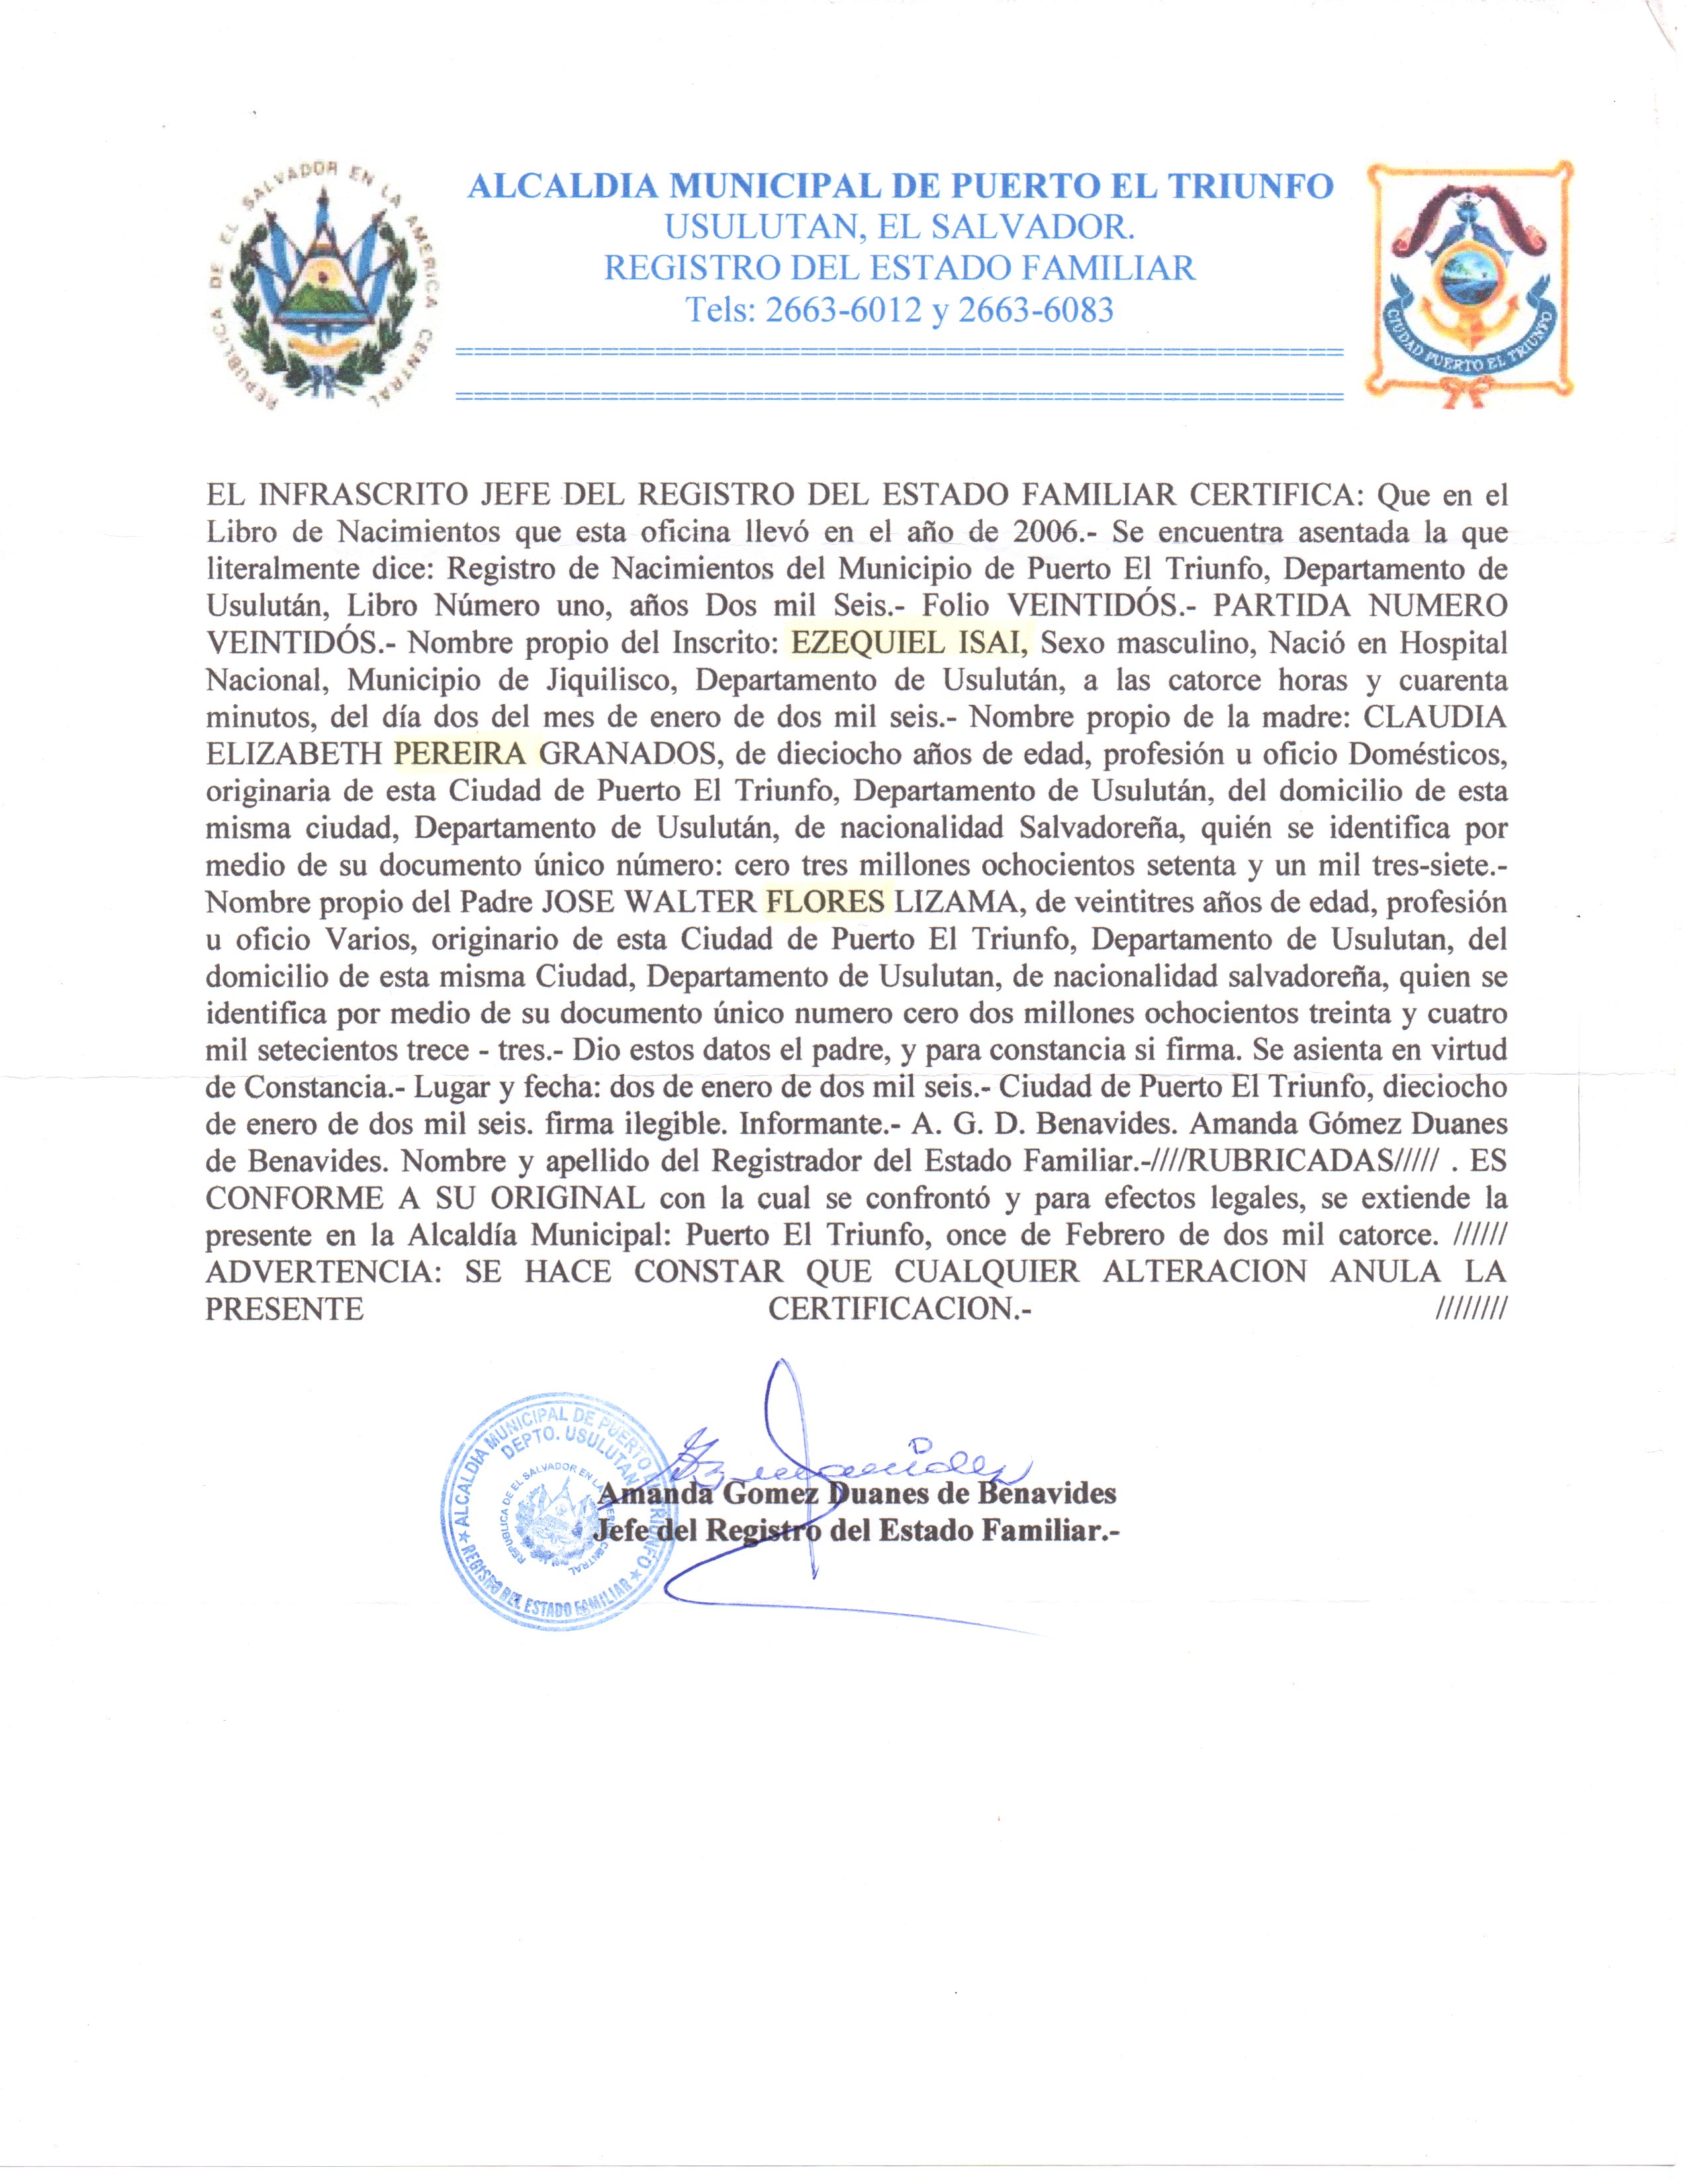 REPUBLICA DE EL SALVADOR EN LA AMERICA CENTRAL
ALCALDIA MUNICIPAL DE PUERTO EL TRIUNFO
USULUTAN, EL SALVADOR.
REGISTRO DEL ESTADO FAMILIAR
Tels: 2663-6012 y 2663-6083
CIUDAD PUERTO EL TRIUNFO
EL INFRASCRITO JEFE DEL REGISTRO DEL ESTADO FAMILIAR CERTIFICA: Que en el
Libro de Nacimientos que esta oficina llevó en el año de 2006.- Se encuentra asentada la que
literalmente dice: Registro de Nacimientos del Municipio de Puerto El Triunfo, Departamento de
Usulután, Libro Número uno, años Dos mil Seis.- Folio VEINTIDÓS.- PARTIDA NUMERO
VEINTIDÓS.- Nombre propio del Inscrito: EZEQUIEL ISAI, Sexo masculino, Nació en Hospital
Nacional, Municipio de Jiquilisco, Departamento de Usulután, a las catorce horas y cuarenta
minutos, del día dos del mes de enero de dos mil seis.- Nombre propio de la madre: CLAUDIA
ELIZABETH PEREIRA GRANADOS, de dieciocho años de edad, profesión u oficio Domésticos,
originaria de esta Ciudad de Puerto El Triunfo, Departamento de Usulután, del domicilio de esta
misma ciudad, Departamento de Usulután, de nacionalidad Salvadoreña, quién se identifica por
medio de su documento único número: cero tres millones ochocientos setenta y un mil tres-siete.-
Nombre propio del Padre JOSE WALTER FLORES LIZAMA, de veintitres años de edad, profesión
u oficio Varios, originario de esta Ciudad de Puerto El Triunfo, Departamento de Usulutan, del
domicilio de esta misma Ciudad, Departamento de Usulutan, de nacionalidad salvadoreña, quien se
identifica por medio de su documento único numero cero dos millones ochocientos treinta y cuatro
mil setecientos trece - tres.- Dio estos datos el padre, y para constancia si firma. Se asienta en virtud
de Constancia.- Lugar y fecha: dos de enero de dos mil seis.- Ciudad de Puerto El Triunfo, dieciocho
de enero de dos mil seis. firma ilegible. Informante.- A. G. D. Benavides. Amanda Gómez Duanes
de Benavides. Nombre y apellido del Registrador del Estado Familiar.-////RUBRICADAS///// . ES
CONFORME A SU ORIGINAL con la cual se confrontó y para efectos legales, se extiende la
presente en la Alcaldía Municipal: Puerto El Triunfo, once de Febrero de dos mil catorce. //////
ADVERTENCIA: SE HACE CONSTAR QUE CUALQUIER ALTERACION ANULA LA
PRESENTE CERTIFICACION.- ////////
ALCALDIA MUNICIPAL DE PUERTO EL TRIUNFO
DEPTO. USULUTAN
REPUBLICA DE EL SALVADOR EN LA AMERICA CENTRAL
REGISRO DEL ESTADO FAMILIAR
Amanda Gomez Duanes de Benavides
Jefe del Registro del Estado Familiar.-